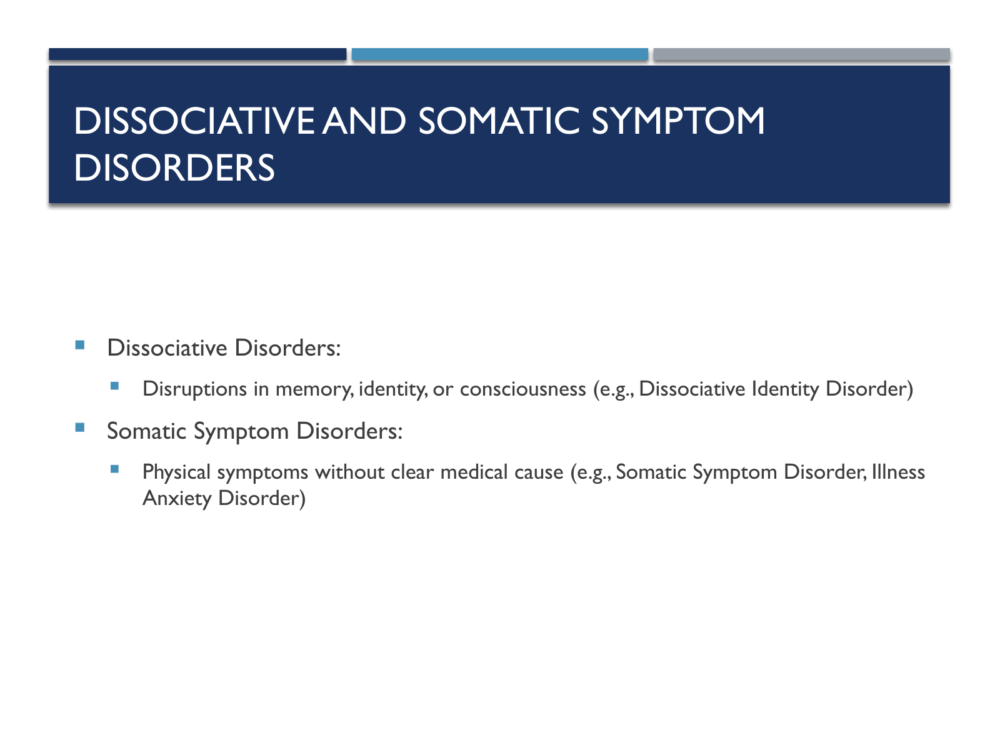 DISSOCIATIVE AND SOMATIC SYMPTOM
DISORDERS
Dissociative Disorders:
Disruptions in memory, identity, or consciousness (e.g., Dissociative Identity Disorder)
Somatic Symptom Disorders:
Physical symptoms without clear medical cause (e.g., Somatic Symptom Disorder, Illness
Anxiety Disorder)